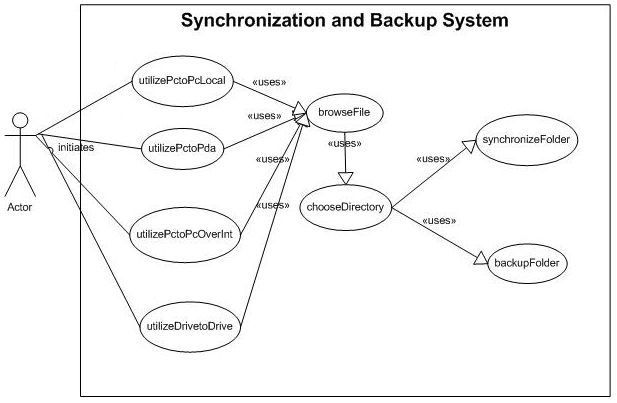 Synchronization and Backup System
utilizePctoPcLocal
«uses»
browseFile
«uses»
synchronizeFolder
initiates
utilizePctoPda
«uses»
«uses»
«uses»
Actor
«uses»
chooseDirectory
«uses»
utilizePctoPcOverInt
backupFolder
utilizeDrivetoDrive